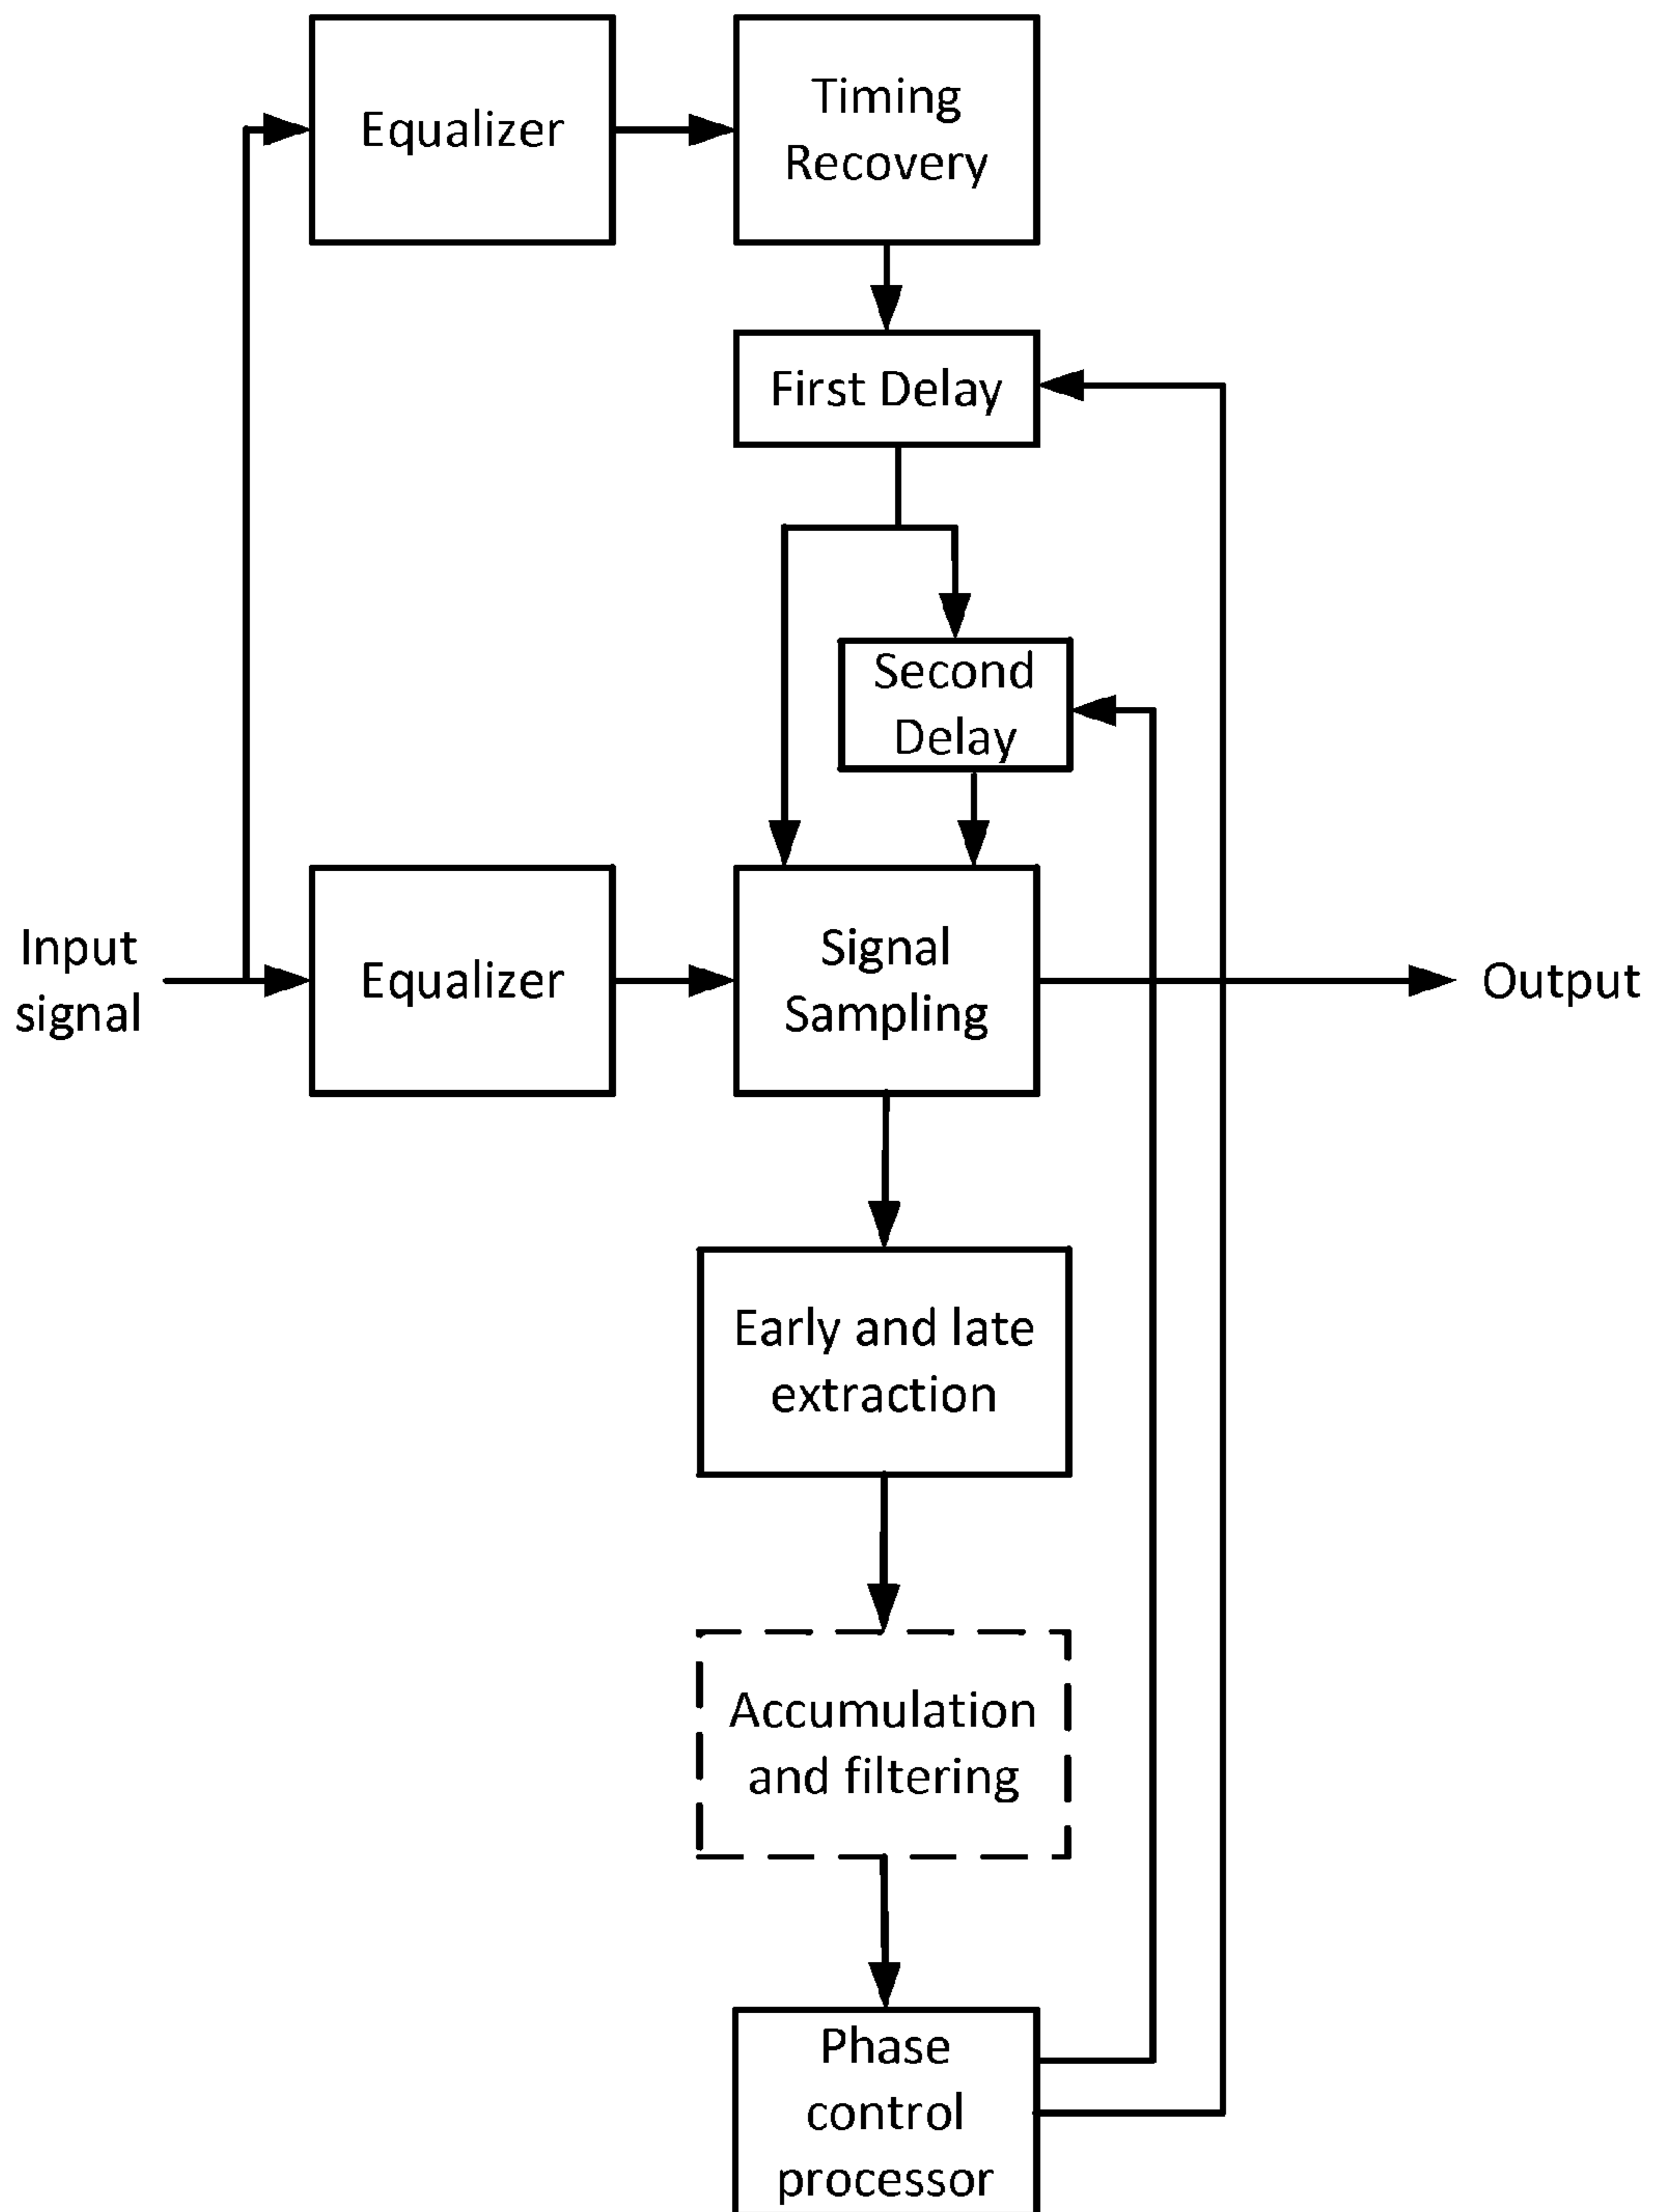 Equalizer
Timing
Recovery
First Delay
Second
Delay
Input
signal
Equalizer
Signal
Sampling
Output
Early and late
extraction
Accumulation
and filtering
Phase
control
processor